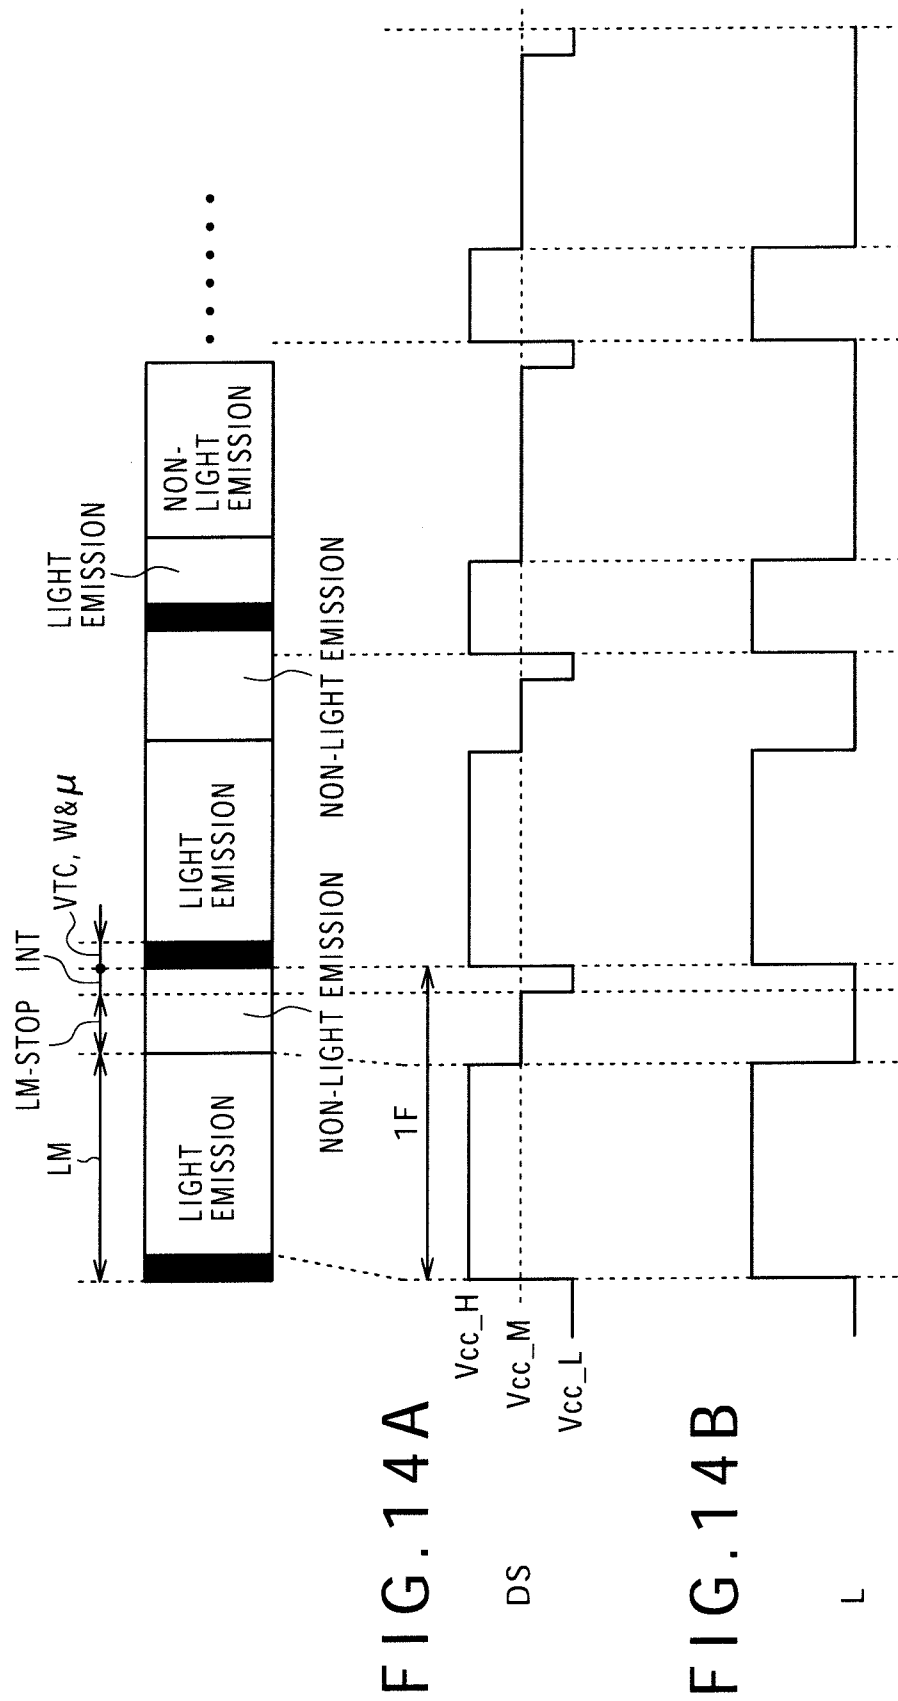 LM
LM-STOP
INT
VTC, W&μ
LIGHT
EMISSION
LIGHT
EMISSION
LIGHT
EMISSION
NON-
LIGHT
EMISSION
NON-LIGHT EMISSION
NON-LIGHT EMISSION
••••••
FIG.14A
1F
Vcc_H
Vcc_M
Vcc_L
DS
FIG.14B
L